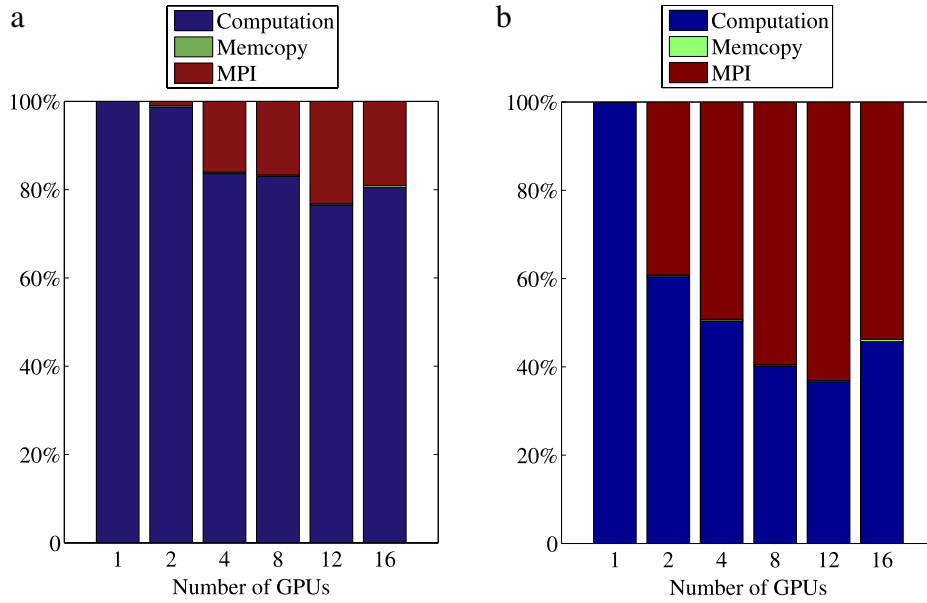 a
Computation
Memcopy
MPI
100%
80%
60%
40%
20%
0
1 2 4 8 12 16
Number of GPUs
b
Computation
Memcopy
MPI
100%
80%
60%
40%
20%
0
1 2 4 8 12 16
Number of GPUs